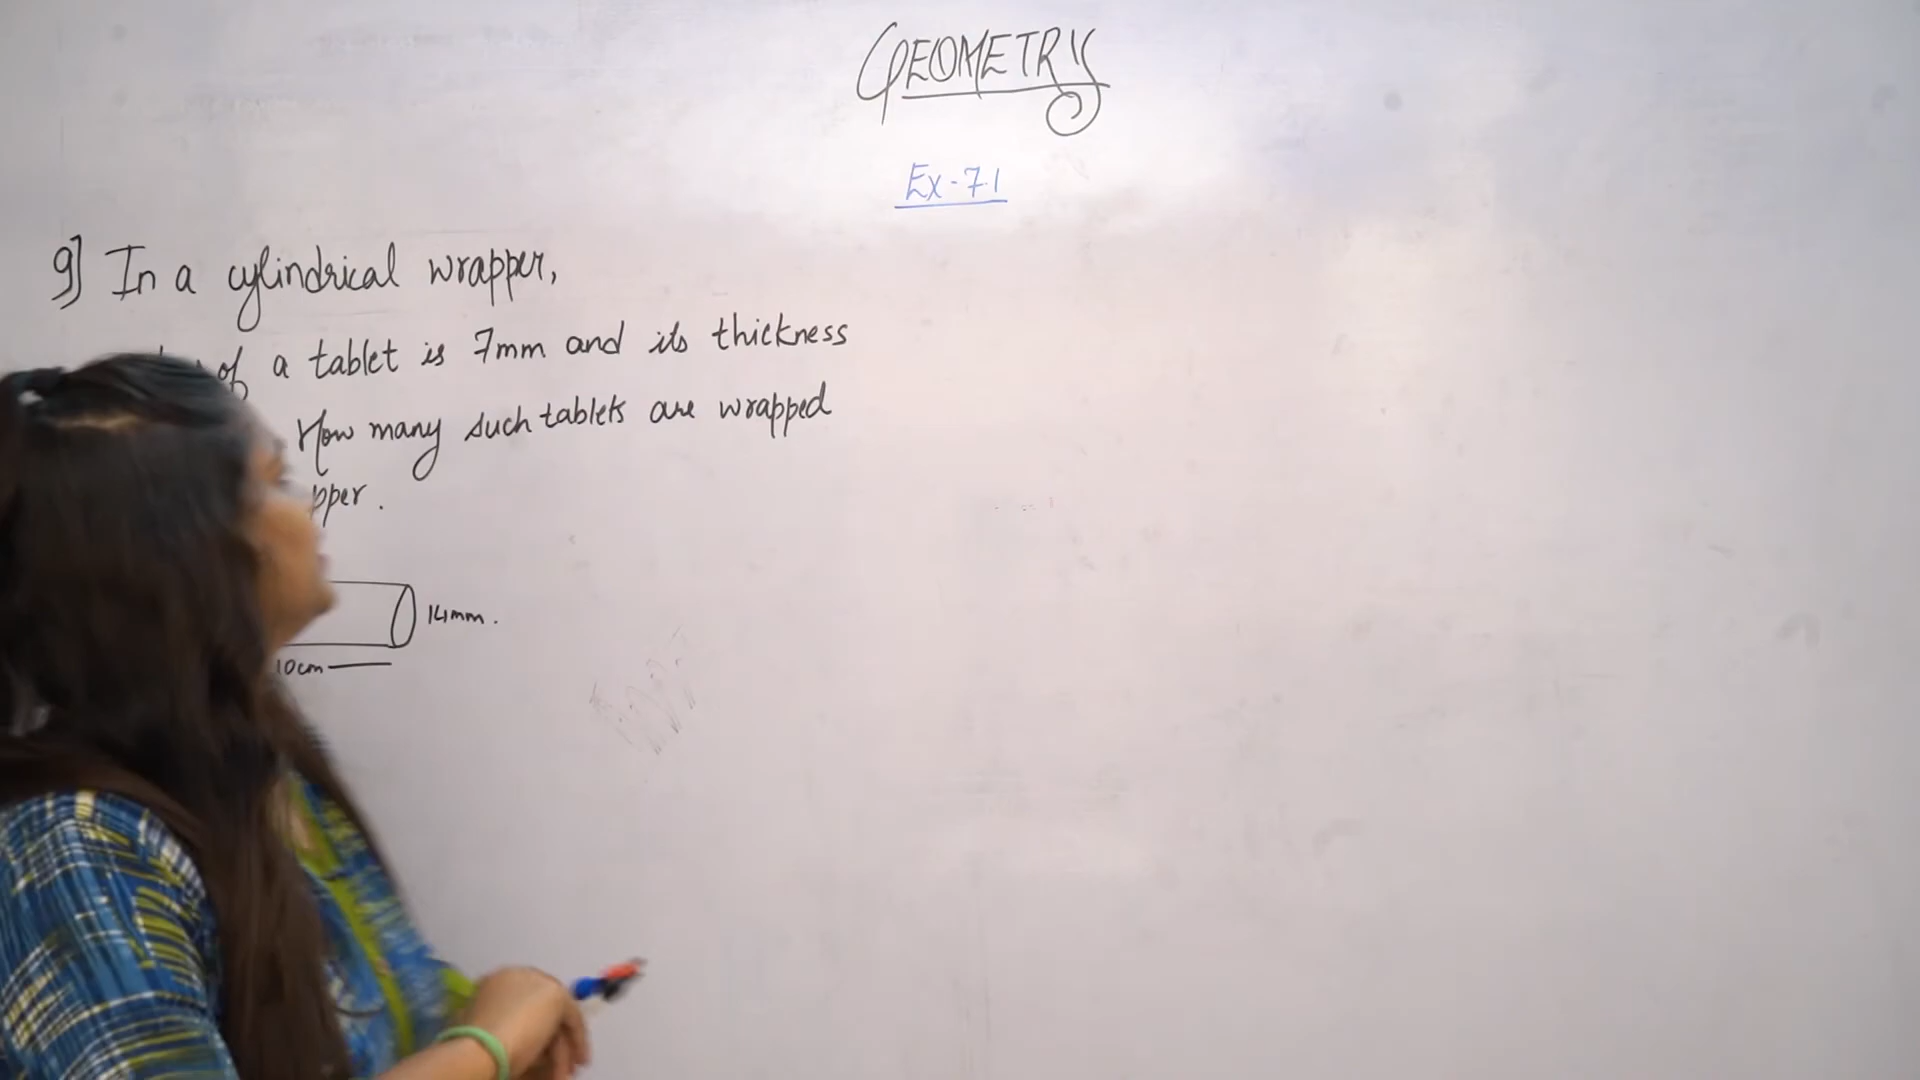 GEOMETRY
Ex-7.1
9] In a cylindrical wrapper,
of a tablet is 7mm and its thickness
How many such tablets are wrapped
14mm.
10cm